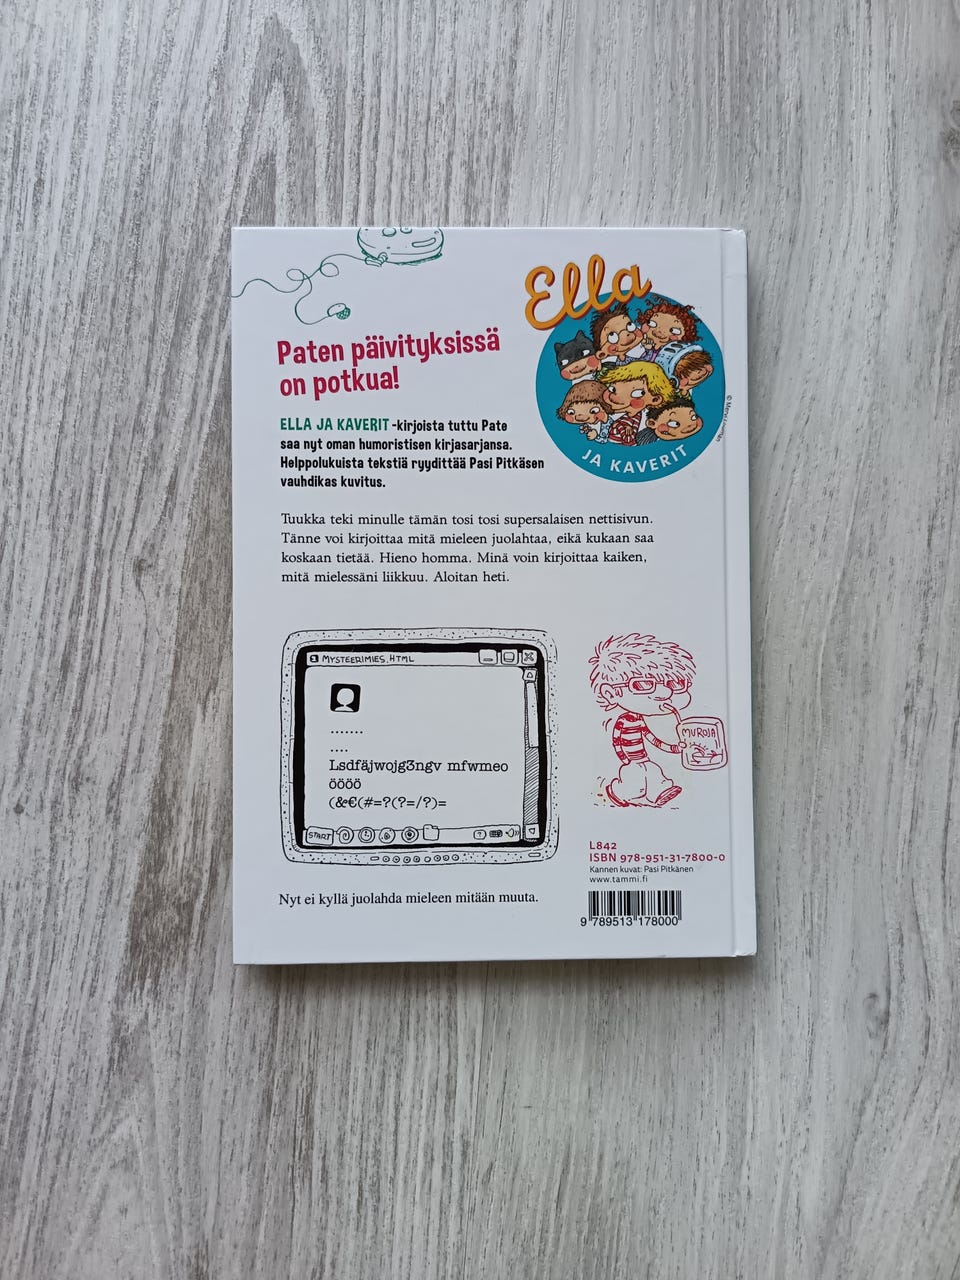 Ella
JA KAVERIT
Paten päivityksissä
on potkua!
ELLA JA KAVERIT -kirjoista tuttu Pate
saa nyt oman humoristisen kirjasarjansa.
Helppolukuista tekstiä ryydittää Pasi Pitkäsen
vauhdikas kuvitus.
Tuukka teki minulle tämän tosi tosi supersalaisen nettisivun.
Tänne voi kirjoittaa mitä mieleen juolahtaa, eikä kukaan saa
koskaan tietää. Hieno homma. Minä voin kirjoittaa kaiken,
mitä mielessäni liikkuu. Aloitan heti.
MYSTEERIMIES.HTML
.......
....
Lsdfäjwojg3ngv mfwmeo
öööö
(&€(#=?(?=/?)=
START
?
MUROJA
Nyt ei kyllä juolahda mieleen mitään muuta.
L842
ISBN 978-951-31-7800-0
Kannen kuvat: Pasi Pitkänen
www.tammi.fi
9 789513 178000